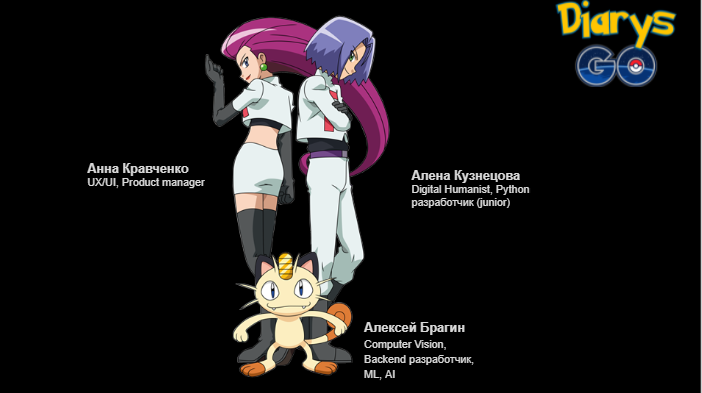 Diarys
GO
Анна Кравченко
UX/UI, Product manager
Алена Кузнецова
Digital Humanist, Python
разработчик (junior)
Алексей Брагин
Computer Vision,
Backend разработчик,
ML, AI